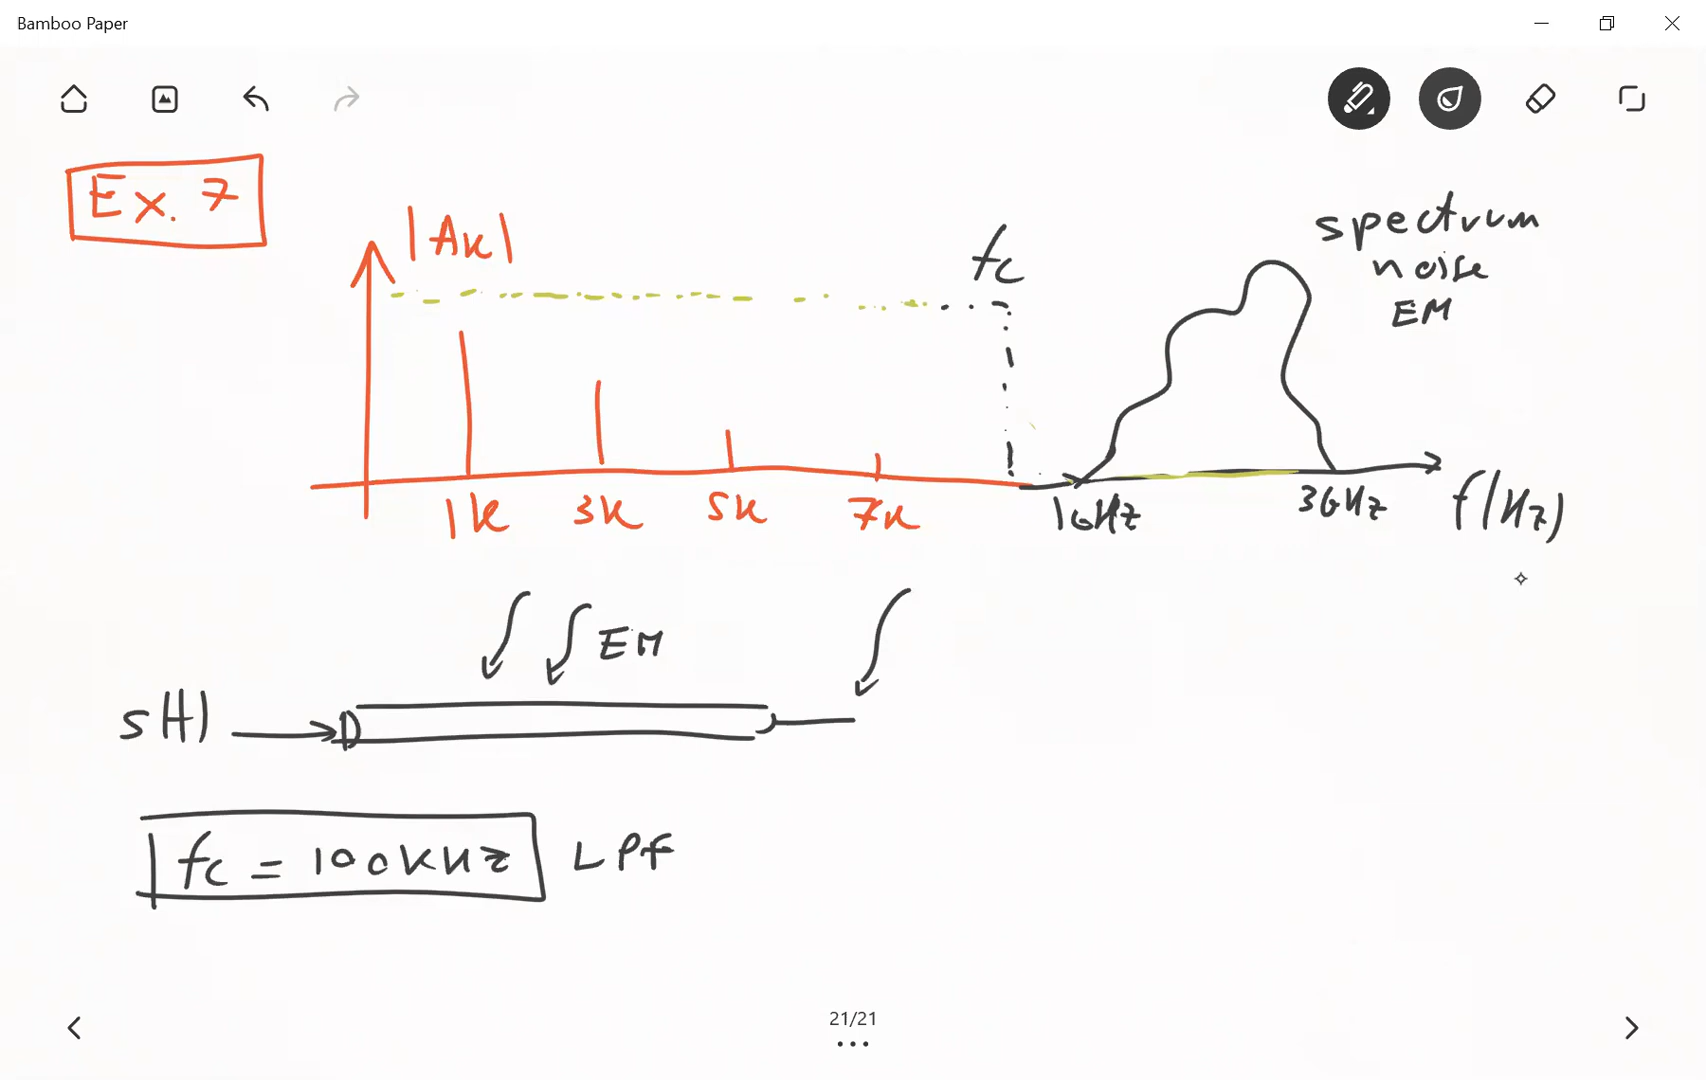 Bamboo Paper
Ex. 7
|Ak|
fc
spectrum
noise
EM
1k 3k 5k 7k 1GHz 3GHz f(Hz)
EM
s(t)
fc = 100kHz LPF
21/21